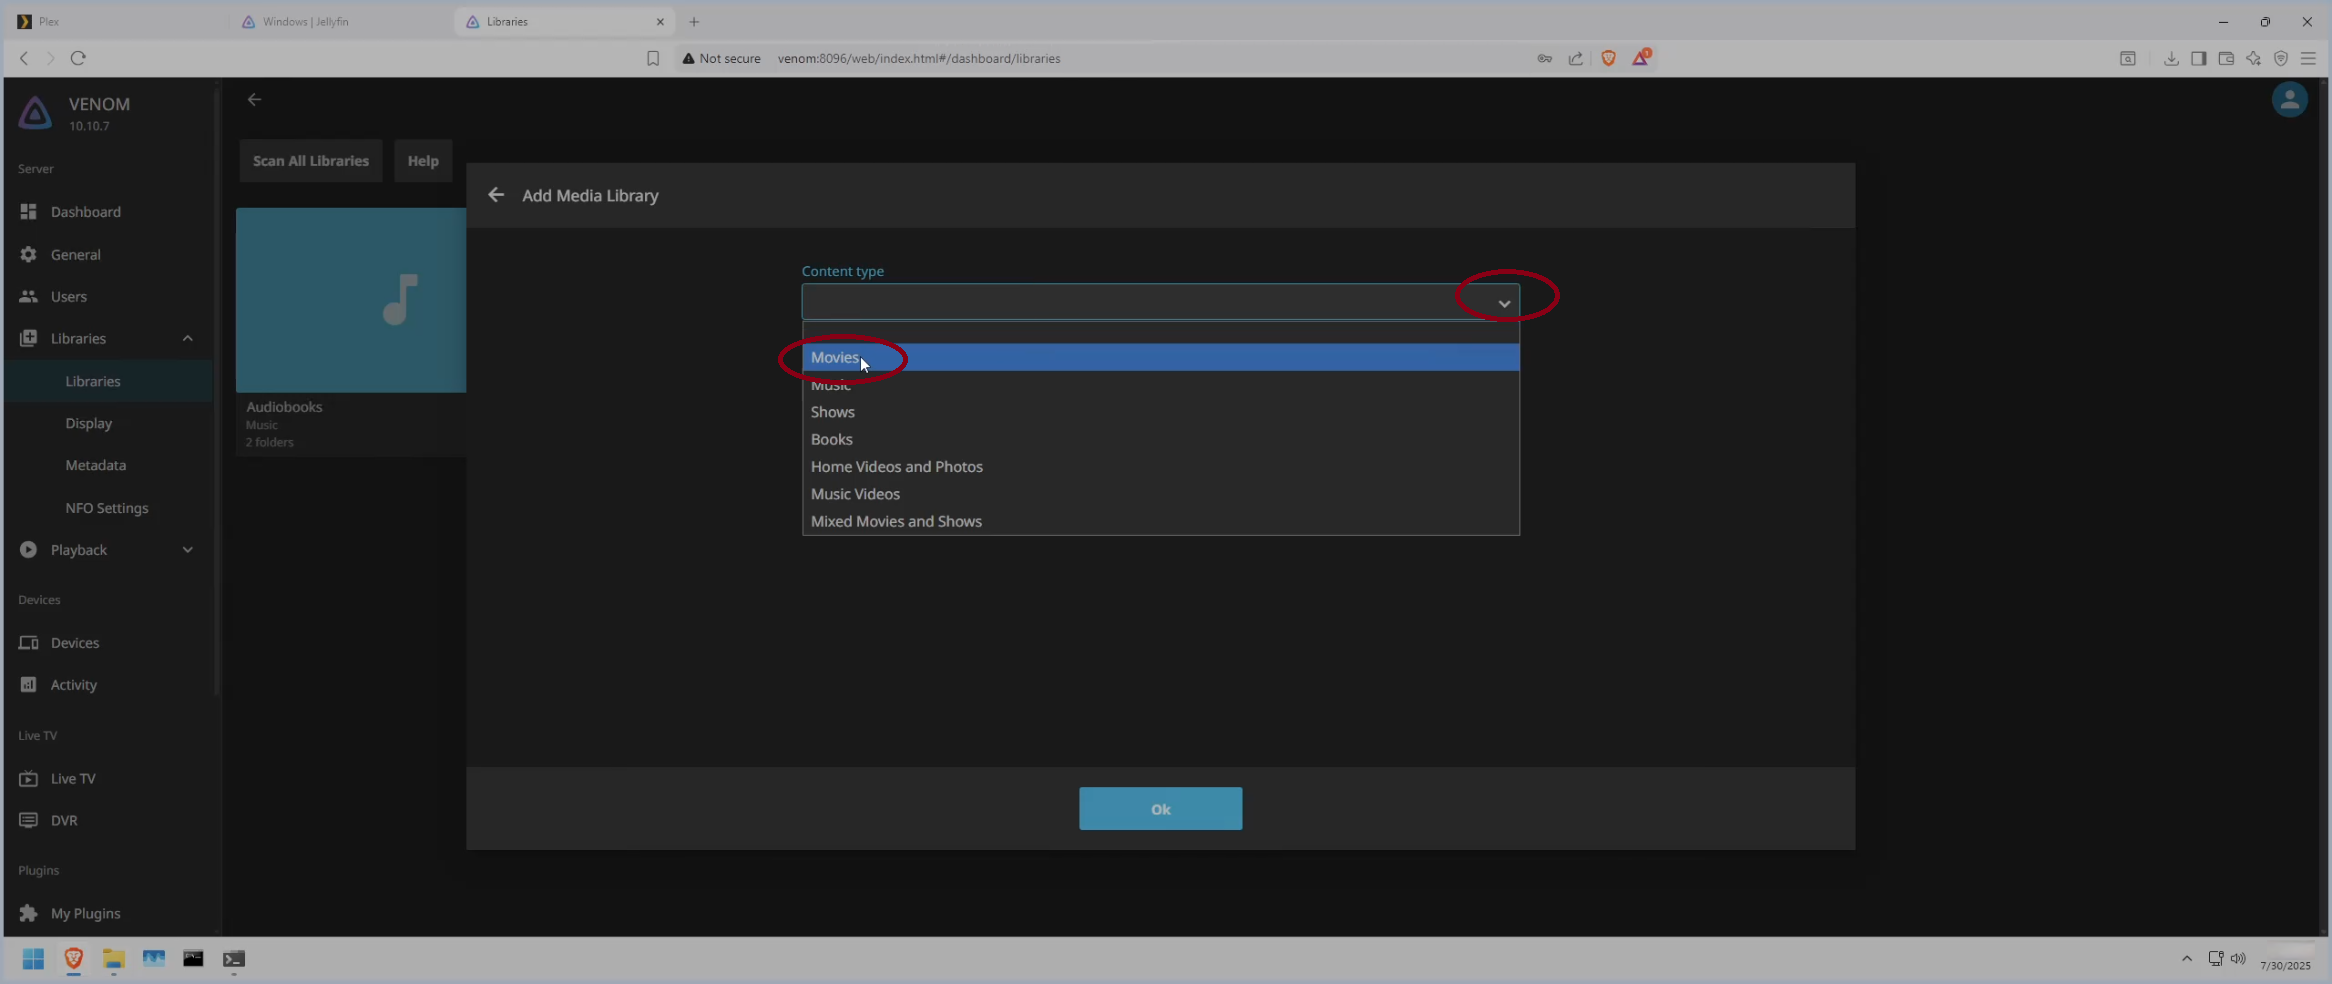 Plex
Windows | Jellyfin
Libraries
Not secure venom:8096/web/index.html#/dashboard/libraries
1
VENOM
10.10.7
Server
Dashboard
General
Users
Libraries
Libraries
Display
Metadata
NFO Settings
Playback
Devices
Devices
Activity
Live TV
Live TV
DVR
Plugins
My Plugins
Scan All Libraries
Help
Audiobooks
Music
2 folders
Add Media Library
Content type
Movies
Music
Shows
Books
Home Videos and Photos
Music Videos
Mixed Movies and Shows
Ok
7/30/2025